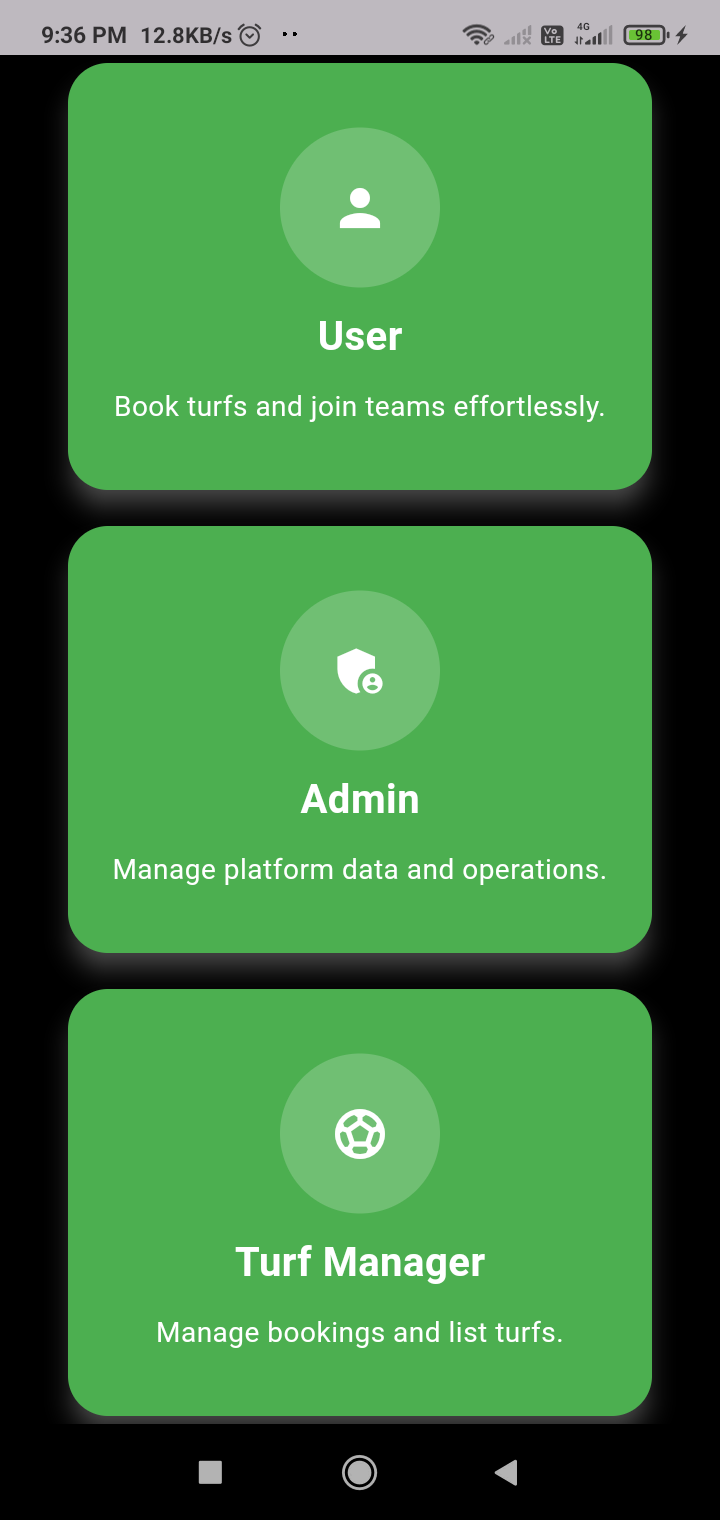 9:36 PM 12.8KB/s Vo LTE 4G 98
User
Book turfs and join teams effortlessly.
Admin
Manage platform data and operations.
Turf Manager
Manage bookings and list turfs.